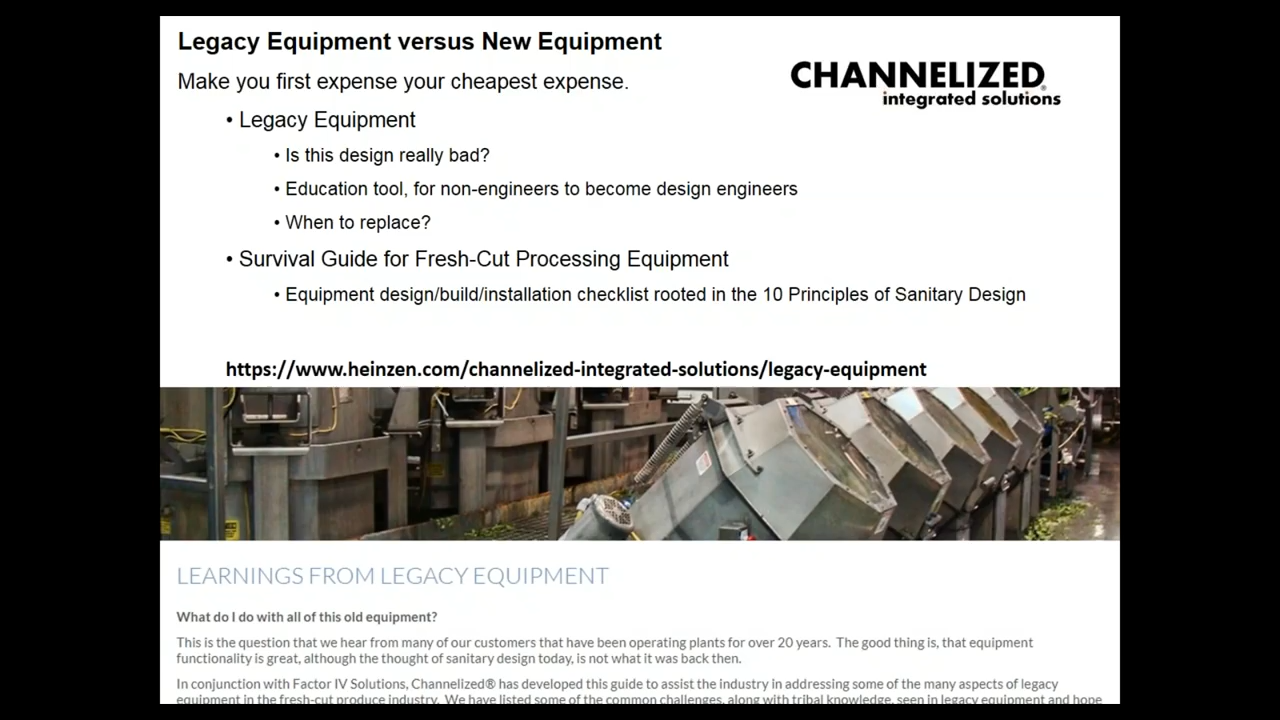 Legacy Equipment versus New Equipment
Make you first expense your cheapest expense.
CHANNELIZED®
integrated solutions
• Legacy Equipment
• Is this design really bad?
• Education tool, for non-engineers to become design engineers
• When to replace?
• Survival Guide for Fresh-Cut Processing Equipment
• Equipment design/build/installation checklist rooted in the 10 Principles of Sanitary Design
https://www.heinzen.com/channelized-integrated-solutions/legacy-equipment
LEARNINGS FROM LEGACY EQUIPMENT
What do I do with all of this old equipment?
This is the question that we hear from many of our customers that have been operating plants for over 20 years. The good thing is, that equipment
functionality is great, although the thought of sanitary design today, is not what it was back then.
In conjunction with Factor IV Solutions, Channelized® has developed this guide to assist the industry in addressing some of the many aspects of legacy
equipment in the fresh-cut produce industry. We have listed some of the common challenges, along with tribal knowledge, seen in legacy equipment and hope